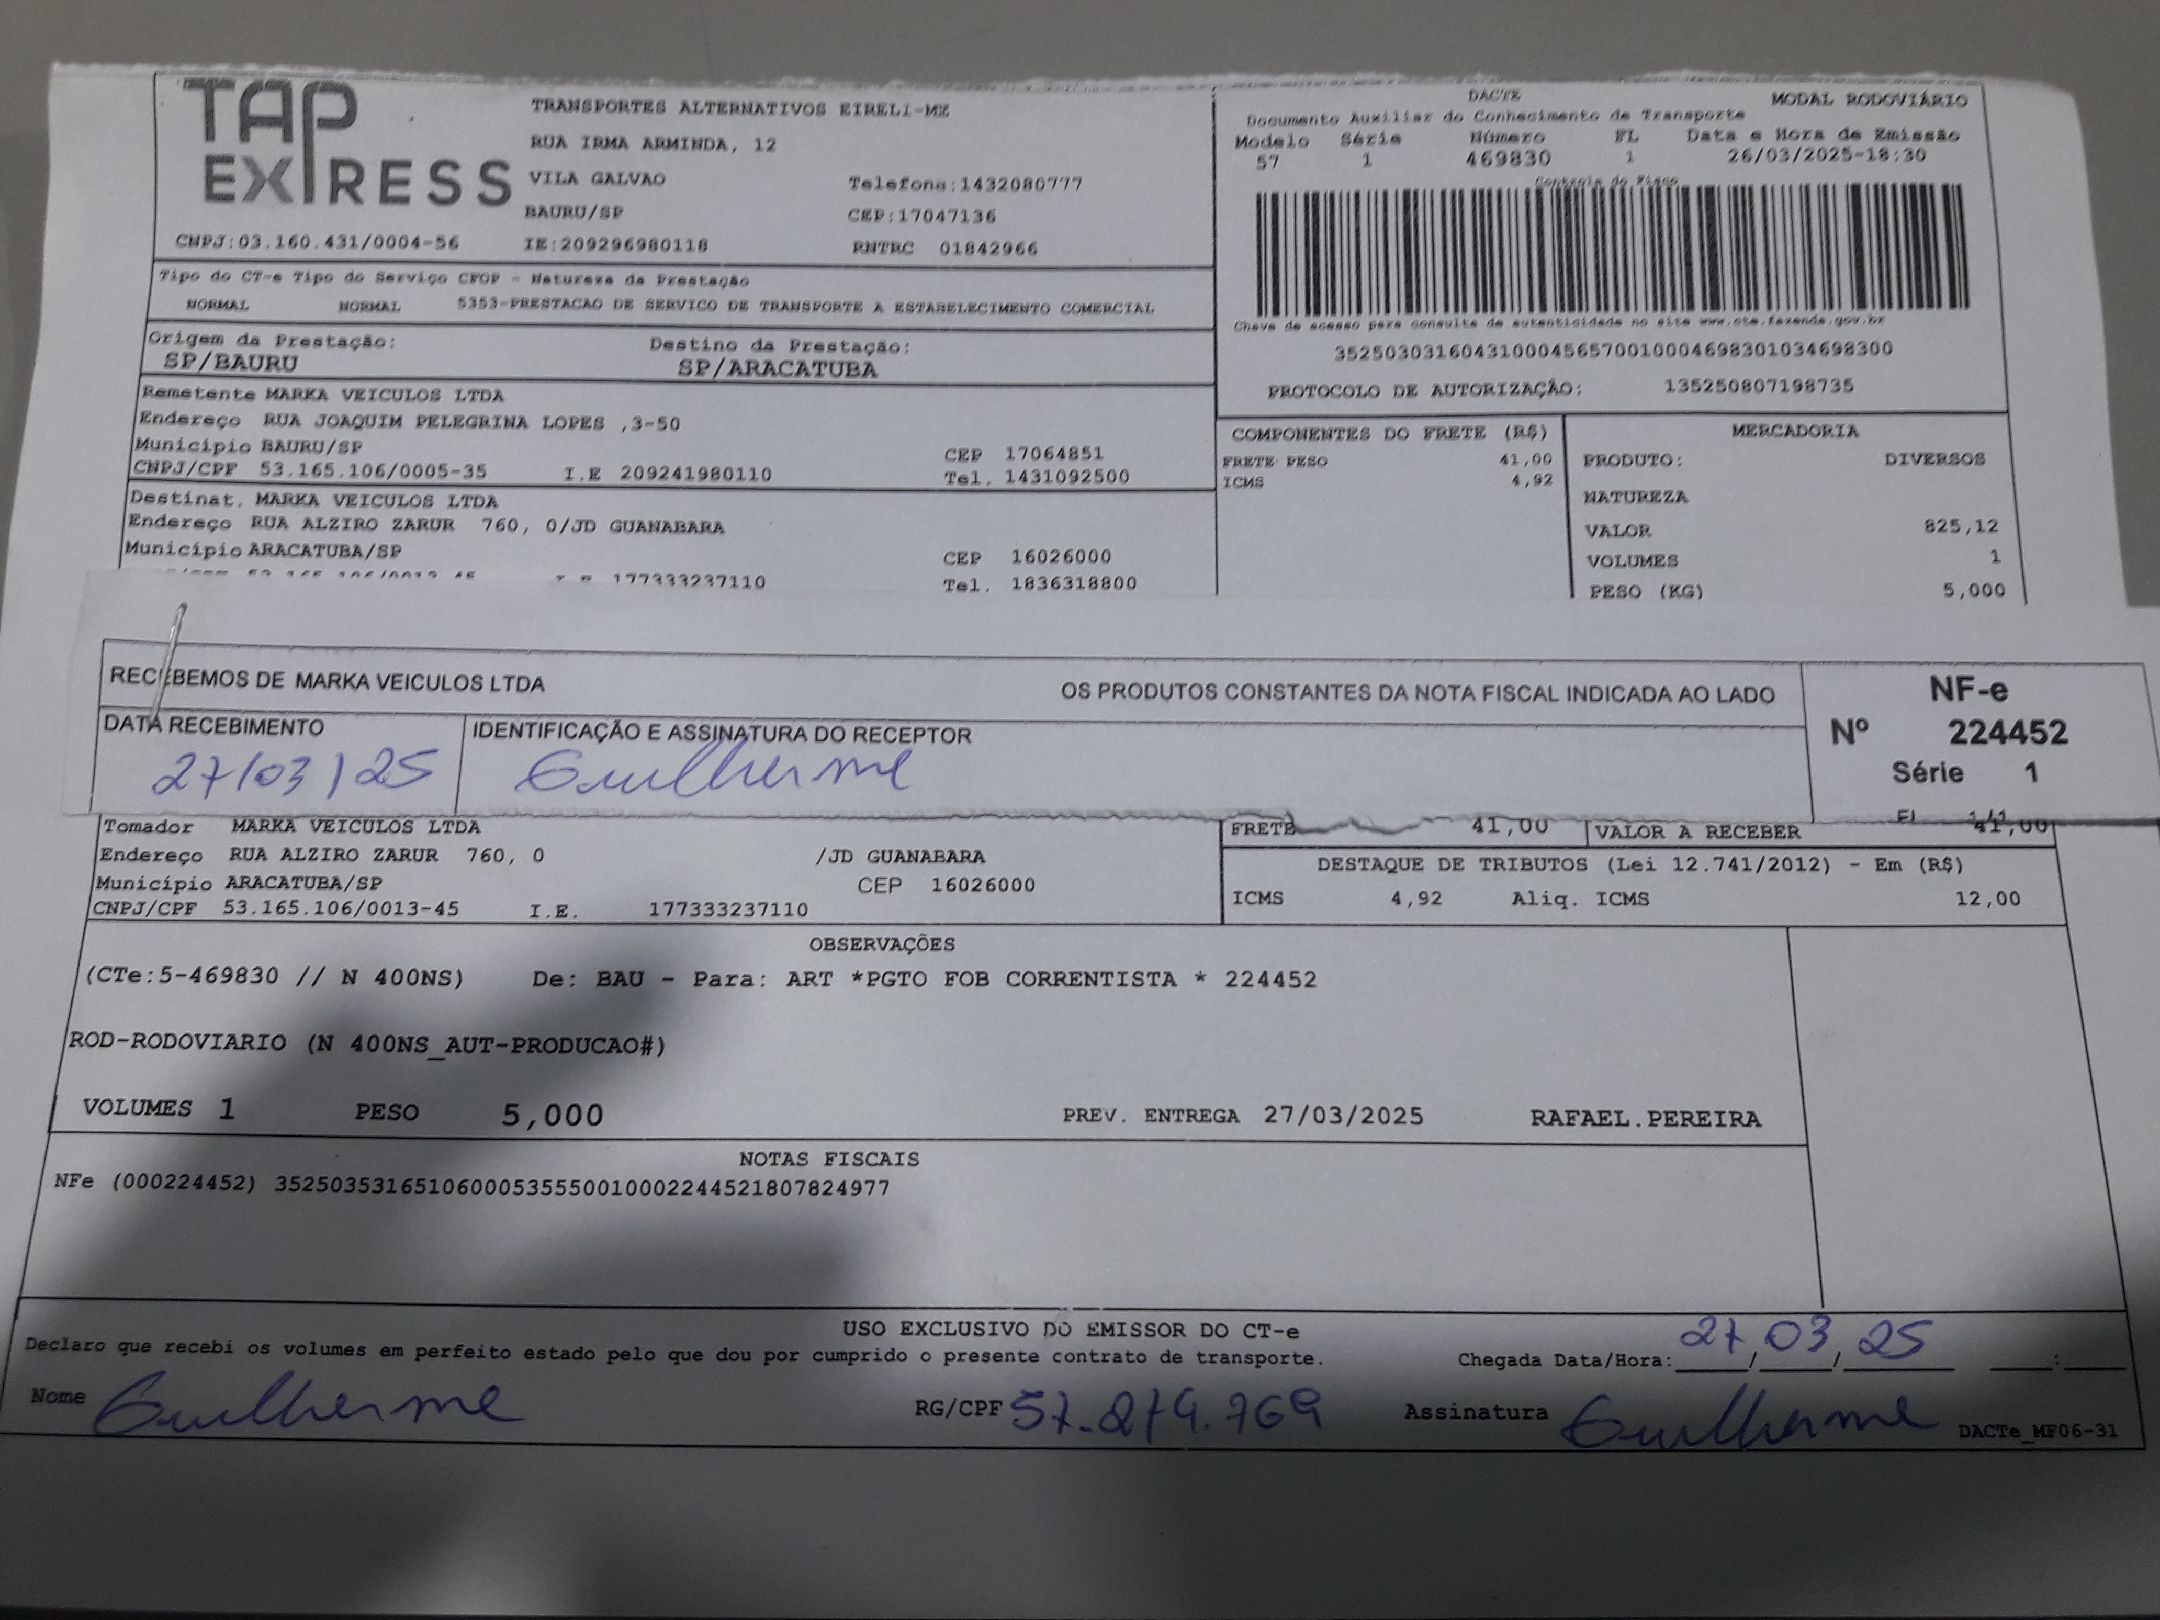 TAP EXPRESS
TRANSPORTES ALTERNATIVOS EIRELI-ME
RUA IRMA ARMINDA, 12
VILA GALVAO Telefone:1432080777
BAURU/SP CEP:17047136
CNPJ:03.160.431/0004-56 IE:209296980118 RNTRC 01842966
DACTE MODAL RODOVIÁRIO
Documento Auxiliar do Conhecimento de Transporte
Modelo Série Número FL Data e Hora de Emissão
57 1 469830 1 26/03/2025-18:30
Controle do Fisco
Chave de acesso para consulta de autenticidade no site www.cte.fazenda.gov.br
35250303160431000456570010004698301034698300
PROTOCOLO DE AUTORIZAÇÃO: 135250807198735
Tipo do CT-e Tipo do Serviço CFOP - Natureza da Prestação
NORMAL NORMAL 5353-PRESTACAO DE SERVICO DE TRANSPORTE A ESTABELECIMENTO COMERCIAL
Origem da Prestação: Destino da Prestação:
SP/BAURU SP/ARACATUBA
Remetente MARKA VEICULOS LTDA
Endereço RUA JOAQUIM PELEGRINA LOPES ,3-50
Município BAURU/SP CEP 17064851
CNPJ/CPF 53.165.106/0005-35 I.E 209241980110 Tel. 1431092500
Destinat. MARKA VEICULOS LTDA
Endereço RUA ALZIRO ZARUR 760, 0/JD GUANABARA
Município ARACATUBA/SP CEP 16026000
53.165.106/0013-45 I.E 177333237110 Tel. 1836318800
COMPONENTES DO FRETE (R$)
FRETE PESO 41,00
ICMS 4,92
MERCADORIA
PRODUTO: DIVERSOS
NATUREZA
VALOR 825,12
VOLUMES 1
PESO (KG) 5,000
RECEBEMOS DE MARKA VEICULOS LTDA OS PRODUTOS CONSTANTES DA NOTA FISCAL INDICADA AO LADO
DATA RECEBIMENTO IDENTIFICAÇÃO E ASSINATURA DO RECEPTOR
27/03/25 Guilherme
NF-e
Nº 224452
Série 1
Tomador MARKA VEICULOS LTDA
Endereço RUA ALZIRO ZARUR 760, 0 /JD GUANABARA
Município ARACATUBA/SP CEP 16026000
CNPJ/CPF 53.165.106/0013-45 I.E. 177333237110
FRETE 41,00 VALOR A RECEBER 41,00
DESTAQUE DE TRIBUTOS (Lei 12.741/2012) - Em (R$)
ICMS 4,92 Aliq. ICMS 12,00
OBSERVAÇÕES
(CTe:5-469830 // N 400NS) De: BAU - Para: ART *PGTO FOB CORRENTISTA * 224452
ROD-RODOVIARIO (N 400NS_AUT-PRODUCAO#)
VOLUMES 1 PESO 5,000 PREV. ENTREGA 27/03/2025 RAFAEL.PEREIRA
NOTAS FISCAIS
NFe (000224452) 35250353165106000535550010002244521807824977
USO EXCLUSIVO DO EMISSOR DO CT-e
Declaro que recebi os volumes em perfeito estado pelo que dou por cumprido o presente contrato de transporte. Chegada Data/Hora: 27/03/25 :
Nome Guilherme RG/CPF 57.279.769 Assinatura Guilherme DACTe_MF06-31